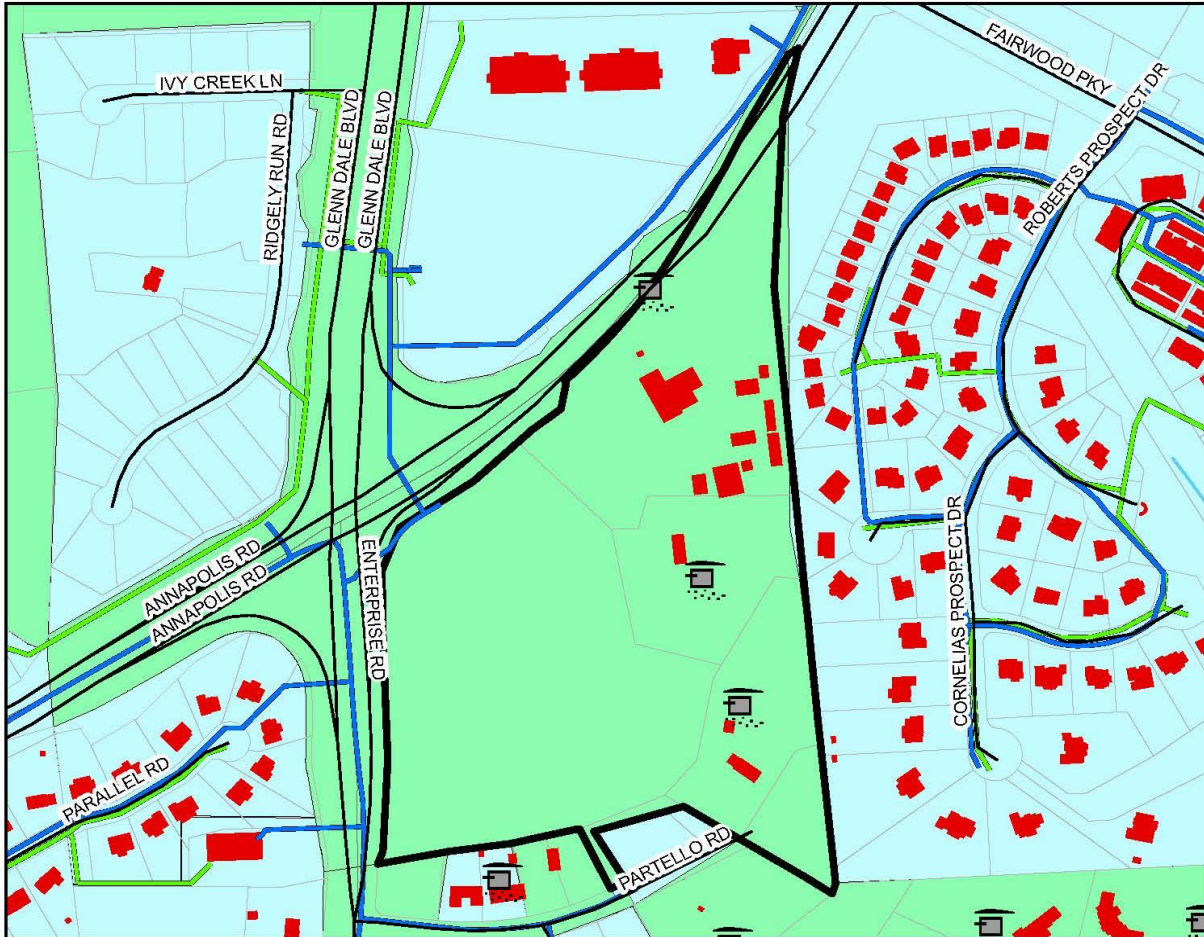 FAIRWOOD PKY
IVY CREEK LN
GLENN DALE BLVD
GLENN DALE BLVD
RIDGELY RUN RD
ROBERTS PROSPECT DR
ANNAPOLIS RD
ANNAPOLIS RD
ENTERPRISE RD
CORNELIAS PROSPECT DR
PARALLEL RD
PARTELLO RD